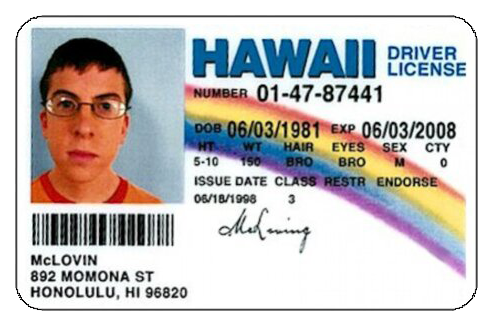 HAWAII DRIVER LICENSE
NUMBER 01-47-87441
DOB 06/03/1981 EXP 06/03/2008
HT WT HAIR EYES SEX CTY
5-10 150 BRO BRO M 0
ISSUE DATE CLASS RESTR ENDORSE
06/18/1998 3
McLoving
McLOVIN
892 MOMONA ST
HONOLULU, HI 96820